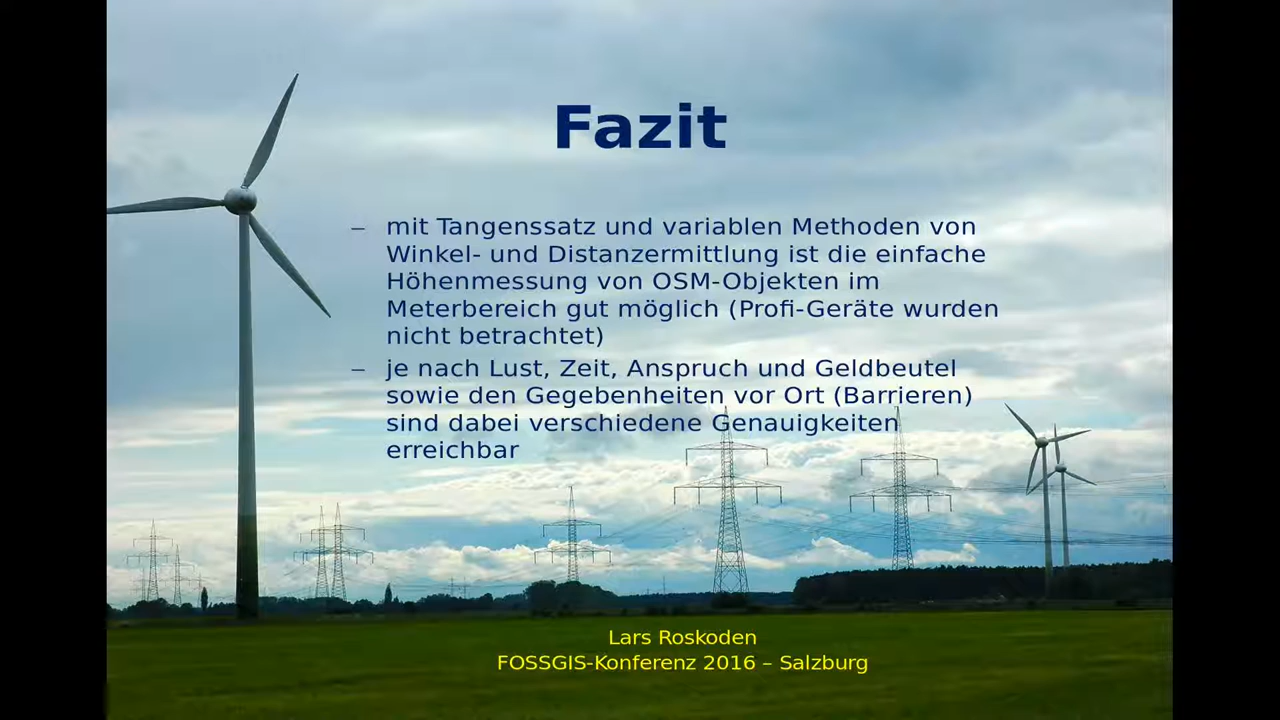 Fazit
– mit Tangenssatz und variablen Methoden von
Winkel- und Distanzermittlung ist die einfache
Höhenmessung von OSM-Objekten im
Meterbereich gut möglich (Profi-Geräte wurden
nicht betrachtet)
– je nach Lust, Zeit, Anspruch und Geldbeutel
sowie den Gegebenheiten vor Ort (Barrieren)
sind dabei verschiedene Genauigkeiten
erreichbar
Lars Roskoden
FOSSGIS-Konferenz 2016 – Salzburg